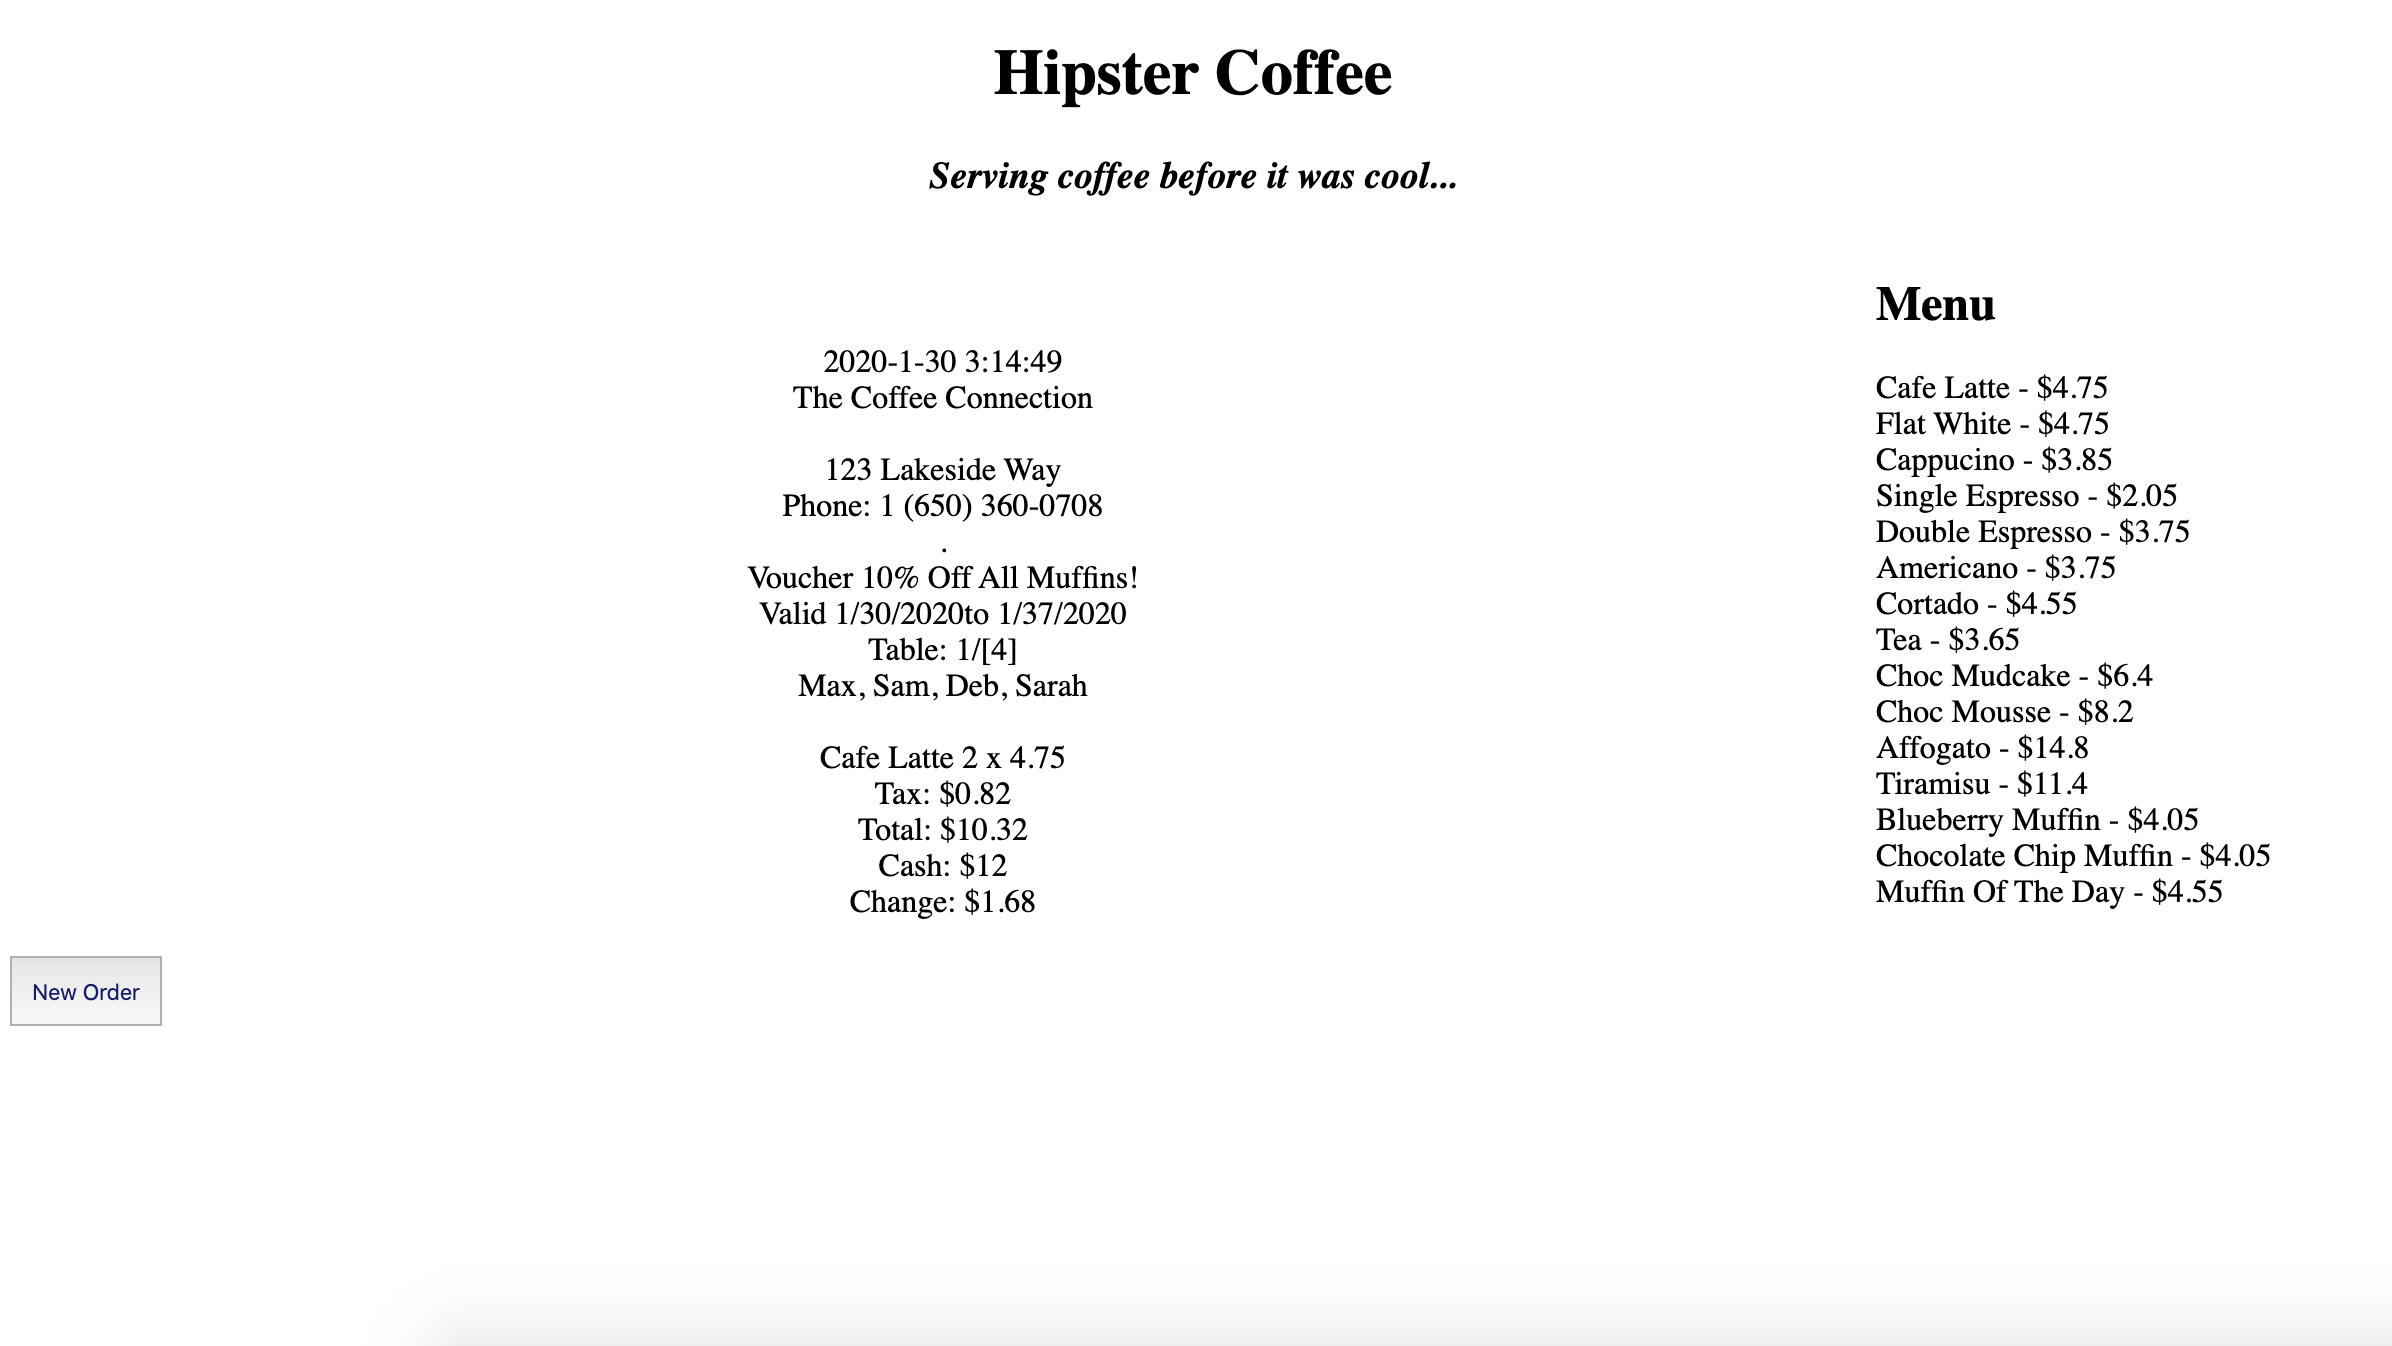 Hipster Coffee
Serving coffee before it was cool...
2020-1-30 3:14:49
The Coffee Connection
123 Lakeside Way
Phone: 1 (650) 360-0708
.
Voucher 10% Off All Muffins!
Valid 1/30/2020to 1/37/2020
Table: 1/[4]
Max, Sam, Deb, Sarah
Cafe Latte 2 x 4.75
Tax: $0.82
Total: $10.32
Cash: $12
Change: $1.68
Menu
Cafe Latte - $4.75
Flat White - $4.75
Cappucino - $3.85
Single Espresso - $2.05
Double Espresso - $3.75
Americano - $3.75
Cortado - $4.55
Tea - $3.65
Choc Mudcake - $6.4
Choc Mousse - $8.2
Affogato - $14.8
Tiramisu - $11.4
Blueberry Muffin - $4.05
Chocolate Chip Muffin - $4.05
Muffin Of The Day - $4.55
New Order